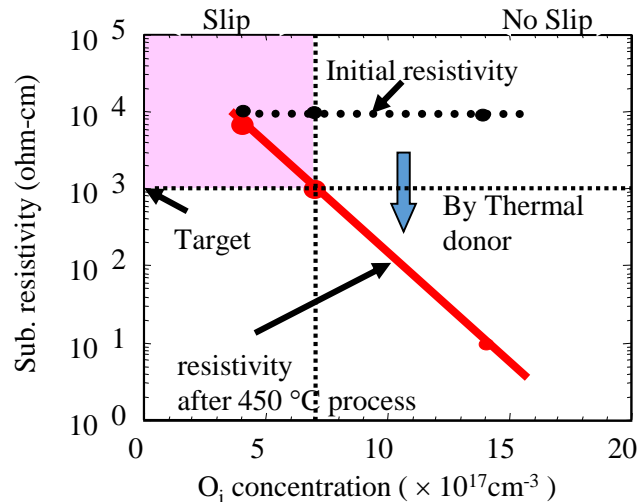 Slip
No Slip
10 5
Initial resistivity
10 4
Sub. resistivity (ohm-cm)
10 3
Target
By Thermal
donor
10 2
10 1
resistivity
after 450 °C process
10 0
0
5
10
15
20
Oi concentration ( × 10¹⁷cm⁻³